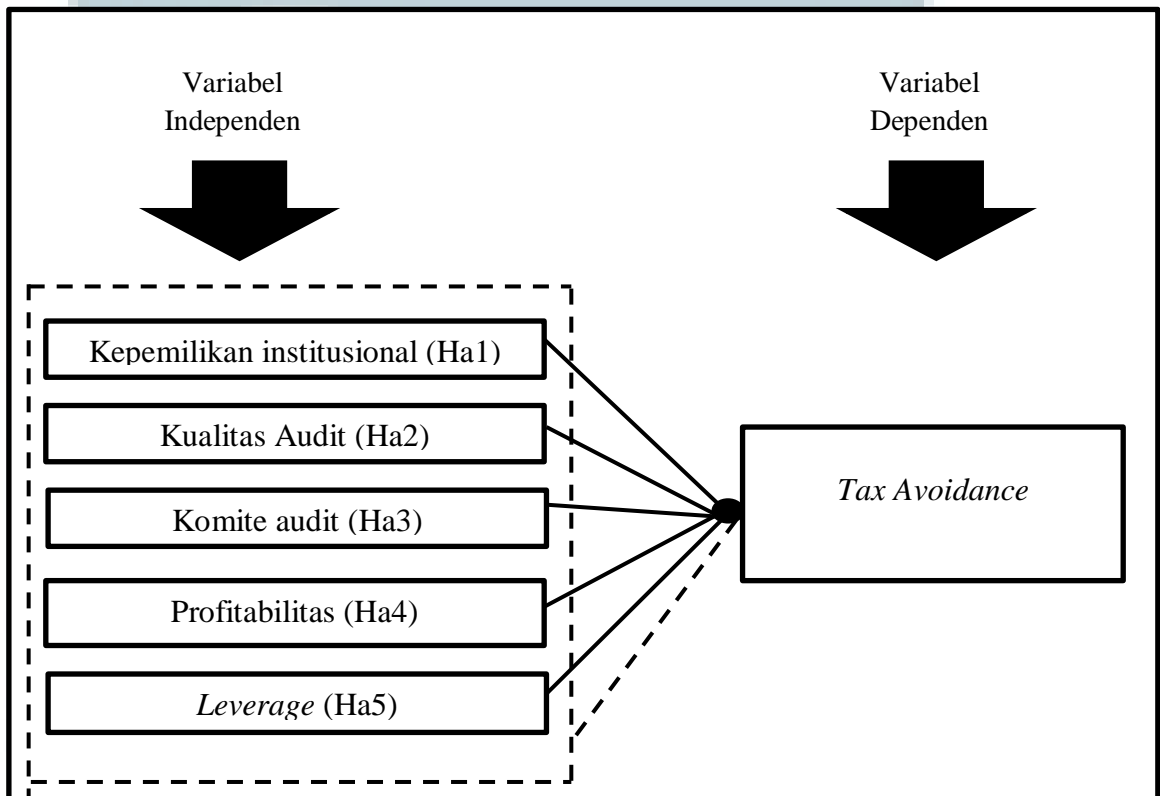 Variabel
Independen
Variabel
Dependen
Kepemilikan institusional (Ha1)
Kualitas Audit (Ha2)
Komite audit (Ha3)
Profitabilitas (Ha4)
Leverage (Ha5)
Tax Avoidance